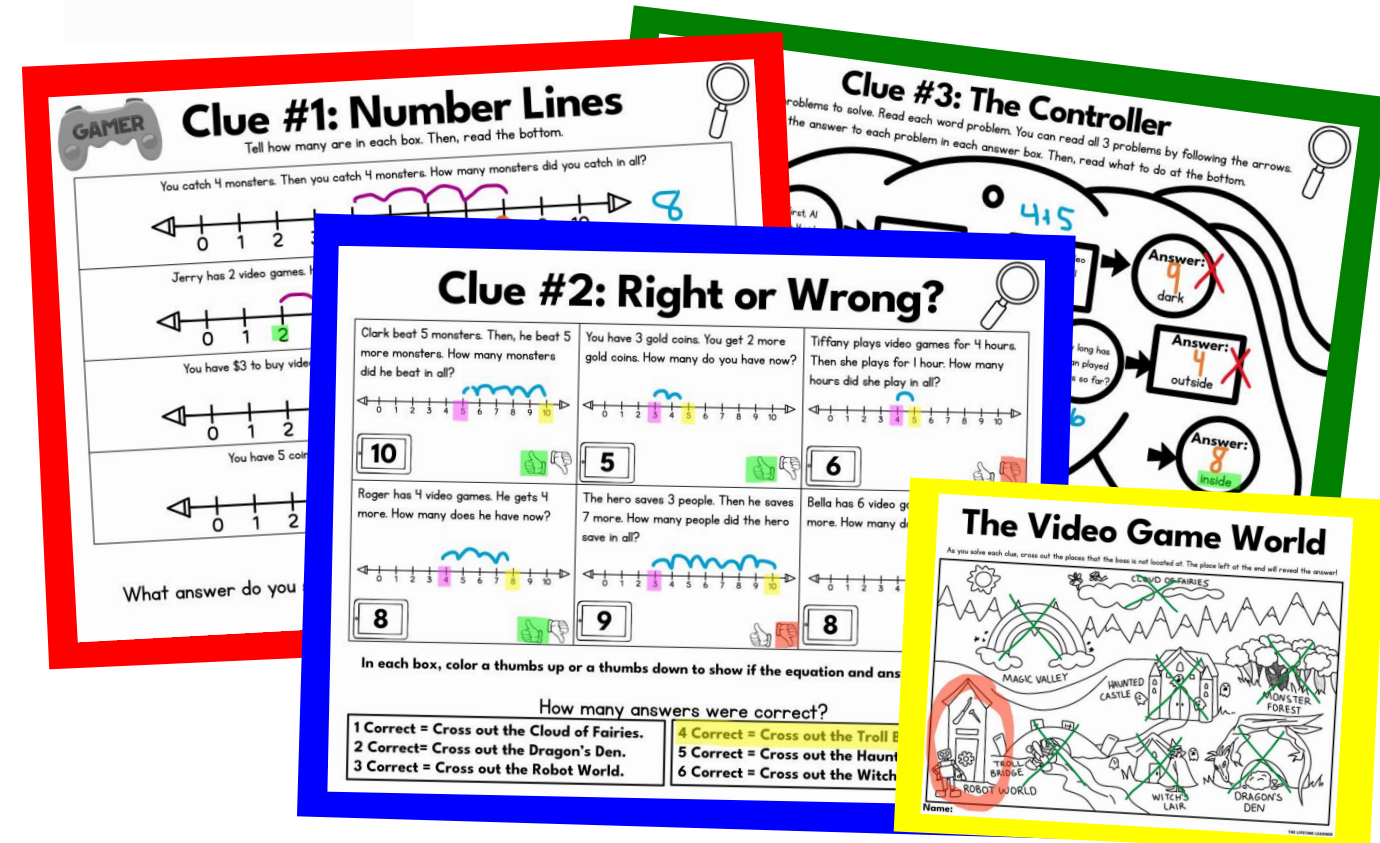 GAMER
Clue #1: Number Lines
Tell how many are in each box. Then, read the bottom.
You catch 4 monsters. Then you catch 4 monsters. How many monsters did you catch in all?
8
0 1 2
Jerry has 2 video games.
0 1 2
You have $3 to buy
0 1 2
You have 5
0 1 2
What answer do you
Clue #3: The Controller
problems to solve. Read each word problem. You can read all 3 problems by following the arrows.
the answer to each problem in each answer box. Then, read what to do at the bottom.
4+5
Answer:
9
dark
long has
played
so far?
Answer:
4
outside
6
Answer:
8
inside
Clue #2: Right or Wrong?
Clark beat 5 monsters. Then, he beat 5
more monsters. How many monsters
did he beat in all?
0 1 2 3 4 5 6 7 8 9 10
10
You have 3 gold coins. You get 2 more
gold coins. How many do you have now?
0 1 2 3 4 5 6 7 8 9 10
5
Tiffany plays video games for 4 hours.
Then she plays for 1 hour. How many
hours did she play in all?
0 1 2 3 4 5 6 7 8 9 10
6
Roger has 4 video games. He gets 4
more. How many does he have now?
0 1 2 3 4 5 6 7 8 9 10
8
The hero saves 3 people. Then he saves
7 more. How many people did the hero
save in all?
0 1 2 3 4 5 6 7 8 9 10
9
Bella has 6 video
more. How many
0 1 2 3 4
8
In each box, color a thumbs up or a thumbs down to show if the equation and
How many answers were correct?
1 Correct = Cross out the Cloud of Fairies.
2 Correct= Cross out the Dragon's Den.
3 Correct = Cross out the Robot World.
4 Correct = Cross out the Troll
5 Correct = Cross out the
6 Correct = Cross out the Witch
The Video Game World
As you solve each clue, cross out the places that the boss is not located at. The place left at the end will reveal the answer!
CLOUD OF FAIRIES
MAGIC VALLEY
HAUNTED
CASTLE
MONSTER
FOREST
TROLL
BRIDGE
ROBOT WORLD
WITCH'S
LAIR
DRAGON'S
DEN
Name:
THE LIFETIME LEARNER